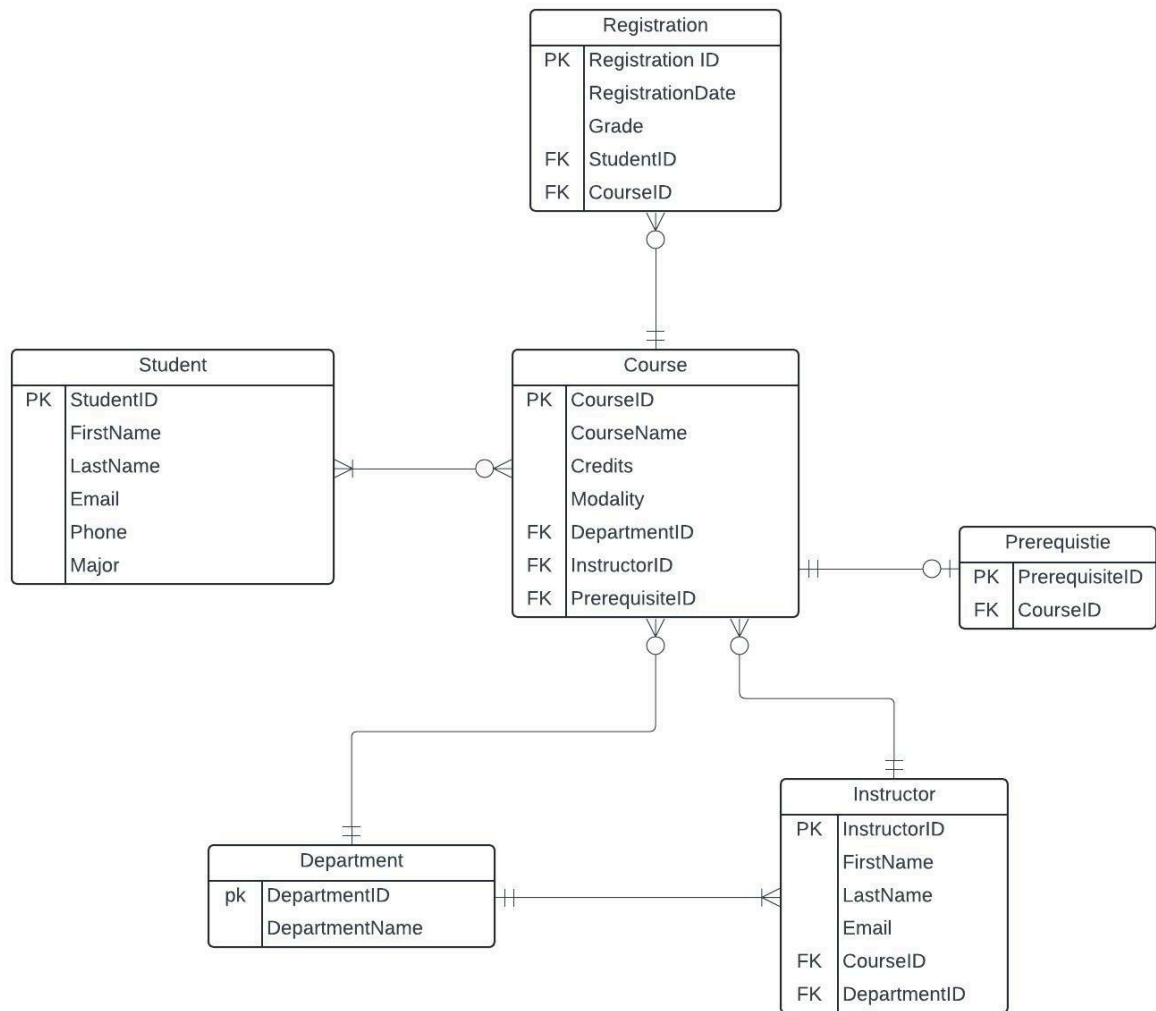 Registration
PK Registration ID
RegistrationDate
Grade
FK StudentID
FK CourseID
Student
PK StudentID
FirstName
LastName
Email
Phone
Major
Course
PK CourseID
CourseName
Credits
Modality
FK DepartmentID
FK InstructorID
FK PrerequisiteID
Prerequistie
PK PrerequisiteID
FK CourseID
Department
pk DepartmentID
DepartmentName
Instructor
PK InstructorID
FirstName
LastName
Email
FK CourseID
FK DepartmentID